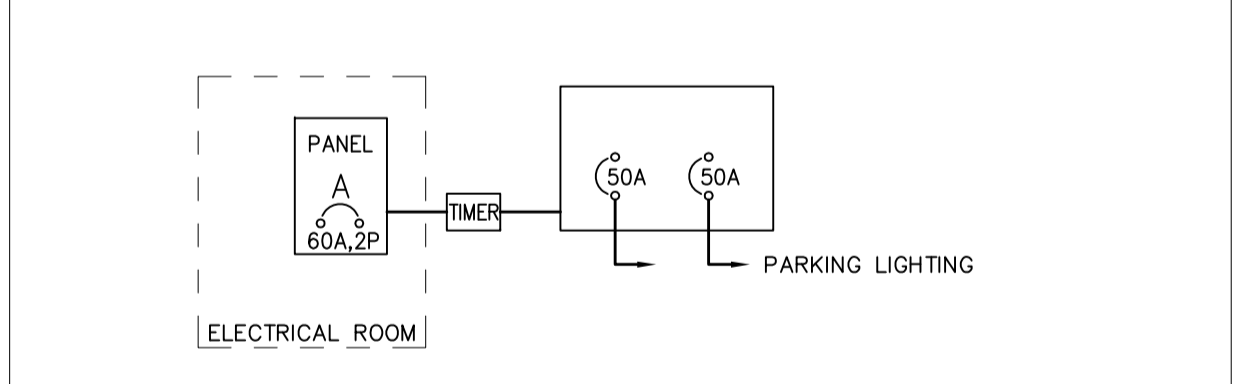 PANEL
A
60A,2P
TIMER
50A
50A
PARKING LIGHTING
ELECTRICAL ROOM